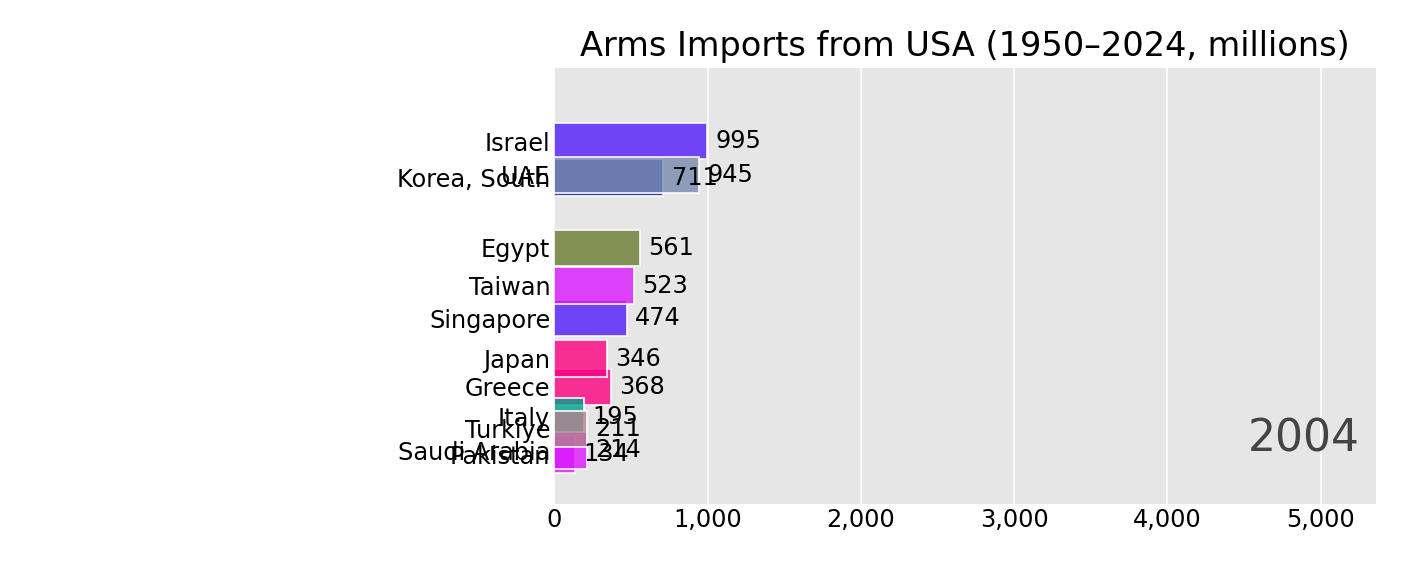 Arms Imports from USA (1950–2024, millions)
Israel 995
UAE 945
Korea, South 711
Egypt 561
Taiwan 523
Singapore 474
Japan 346
Greece 368
Italy 195
Turkiye 211
Saudi Arabia 214
Pakistan 134
2004
0 1,000 2,000 3,000 4,000 5,000